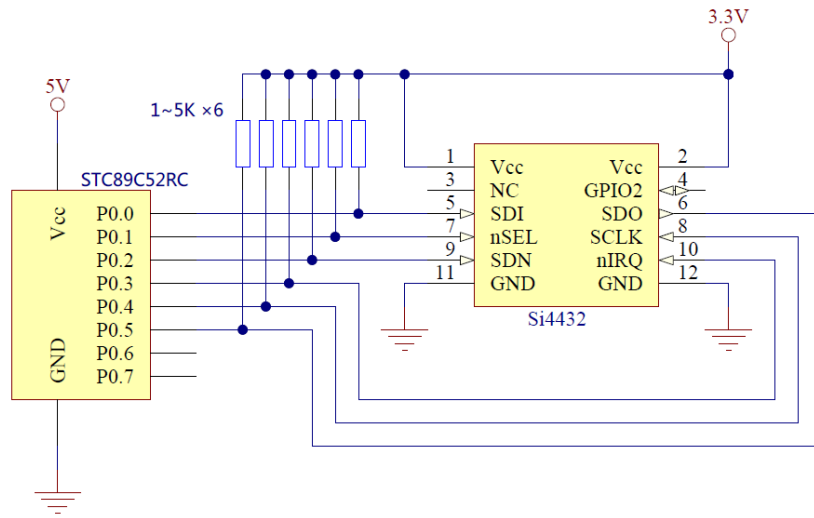 3.3V
5V
1~5K ×6
STC89C52RC
Vcc
GND
P0.0
P0.1
P0.2
P0.3
P0.4
P0.5
P0.6
P0.7
1 Vcc Vcc 2
3 NC GPIO2 4
5 SDI SDO 6
7 nSEL SCLK 8
9 SDN nIRQ 10
11 GND GND 12
Si4432